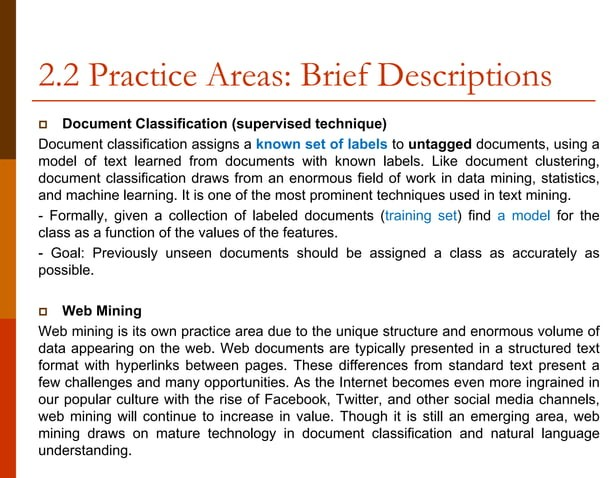 2.2 Practice Areas: Brief Descriptions
Document Classification (supervised technique)
Document classification assigns a known set of labels to untagged documents, using a
model of text learned from documents with known labels. Like document clustering,
document classification draws from an enormous field of work in data mining, statistics,
and machine learning. It is one of the most prominent techniques used in text mining.
- Formally, given a collection of labeled documents (training set) find a model for the
class as a function of the values of the features.
- Goal: Previously unseen documents should be assigned a class as accurately as
possible.
Web Mining
Web mining is its own practice area due to the unique structure and enormous volume of
data appearing on the web. Web documents are typically presented in a structured text
format with hyperlinks between pages. These differences from standard text present a
few challenges and many opportunities. As the Internet becomes even more ingrained in
our popular culture with the rise of Facebook, Twitter, and other social media channels,
web mining will continue to increase in value. Though it is still an emerging area, web
mining draws on mature technology in document classification and natural language
understanding.